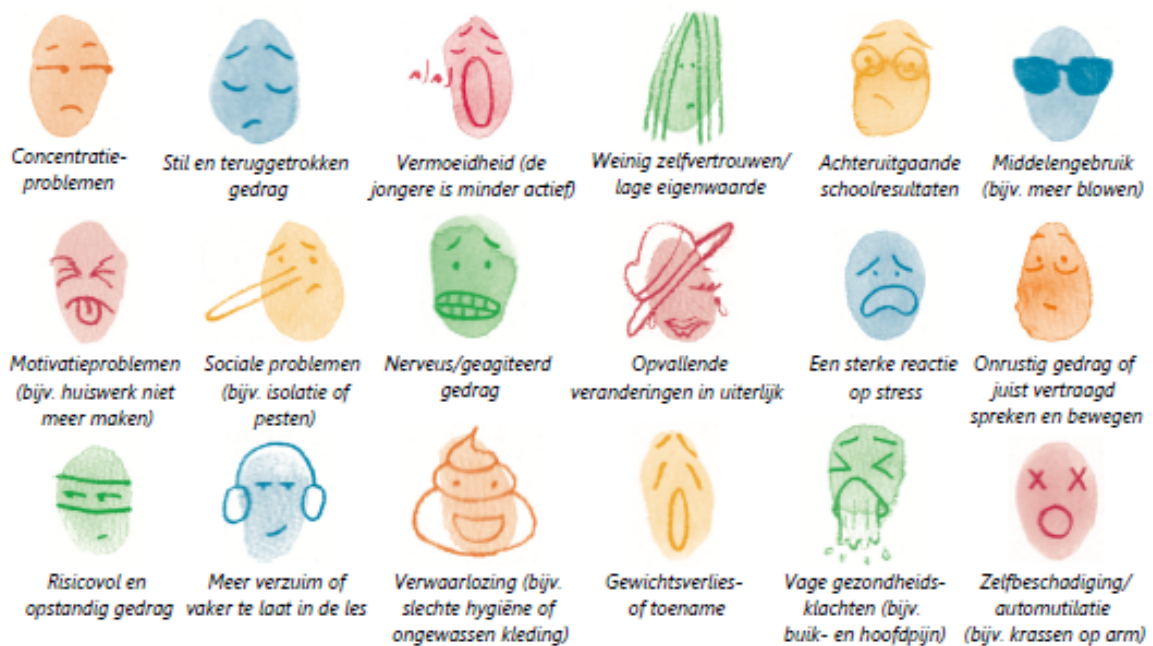 Concentratie-
problemen
Stil en teruggetrokken
gedrag
Vermoeidheid (de
jongere is minder actief)
Weinig zelfvertrouwen/
lage eigenwaarde
Achteruitgaande
schoolresultaten
Middelengebruik
(bijv. meer blowen)
Motivatieproblemen
(bijv. huiswerk niet
meer maken)
Sociale problemen
(bijv. isolatie of
pesten)
Nerveus/geagiteerd
gedrag
Opvallende
veranderingen in uiterlijk
Een sterke reactie
op stress
Onrustig gedrag of
juist vertraagd
spreken en bewegen
Risicovol en
opstandig gedrag
Meer verzuim of
vaker te laat in de les
Verwaarlozing (bijv.
slechte hygiëne of
ongewassen kleding)
Gewichtsverlies-
of toename
Vage gezondheids-
klachten (bijv.
buik- en hoofdpijn)
Zelfbeschadiging/
automutilatie
(bijv. krassen op arm)